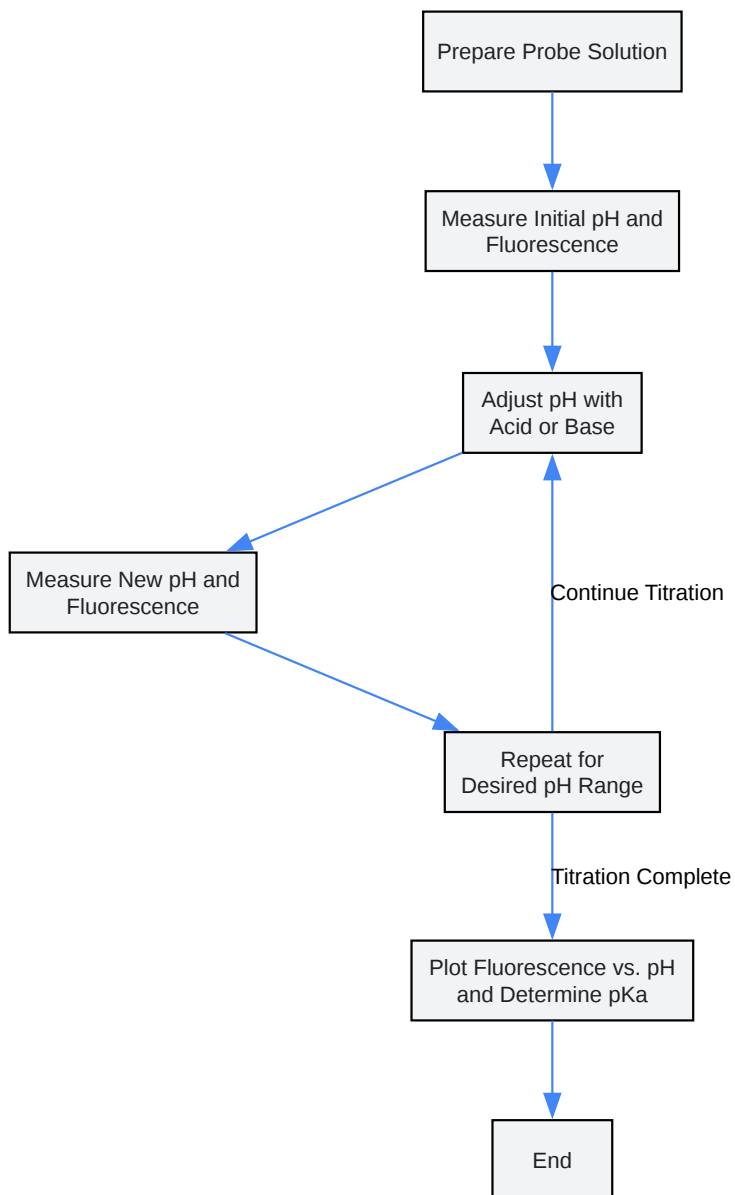 Prepare Probe Solution
Measure Initial pH and
Fluorescence
Adjust pH with
Acid or Base
Measure New pH and
Fluorescence
Continue Titration
Repeat for
Desired pH Range
Titration Complete
Plot Fluorescence vs. pH
and Determine pKa
End